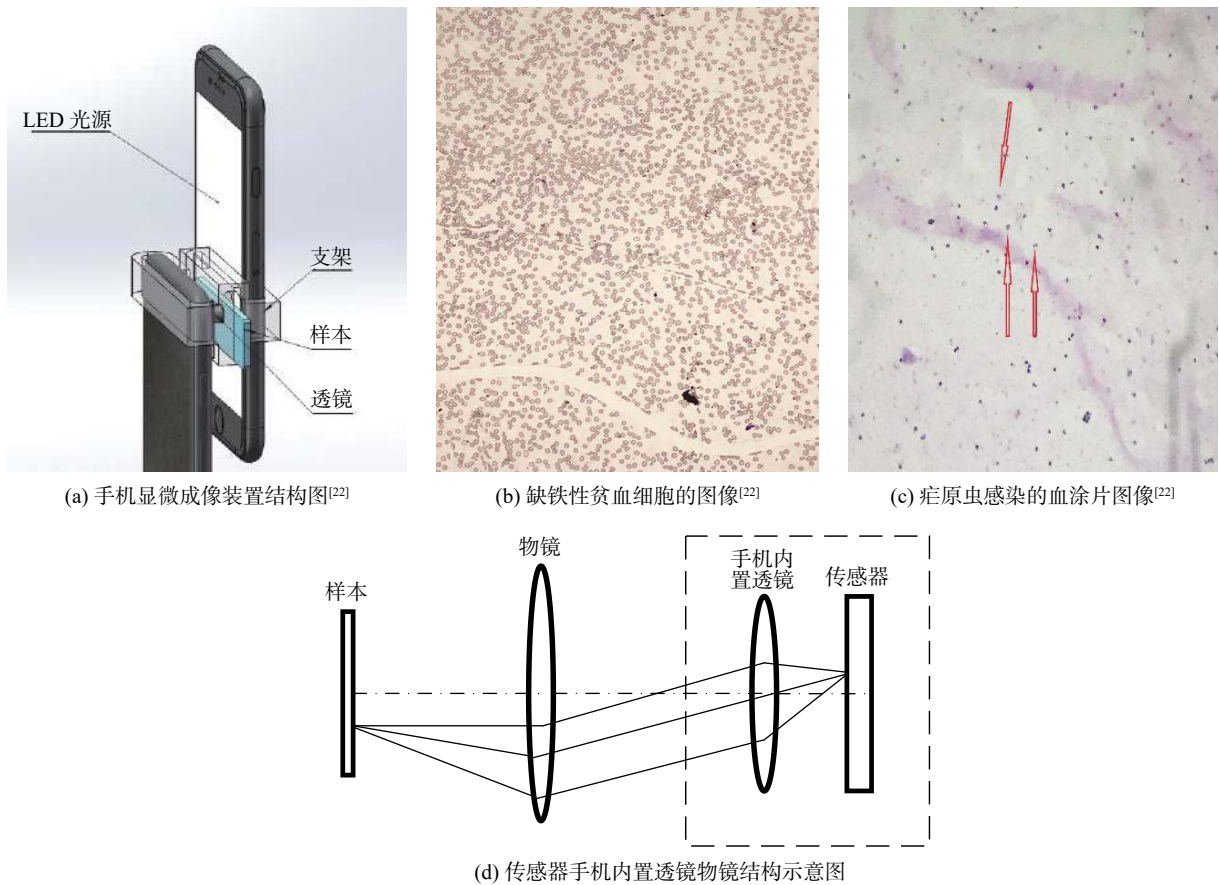 LED 光源
支架
样本
透镜
(a) 手机显微成像装置结构图[22]
(b) 缺铁性贫血细胞的图像[22]
(c) 疟原虫感染的血涂片图像[22]
样本
物镜
手机内
置透镜
传感器
(d) 传感器手机内置透镜物镜结构示意图